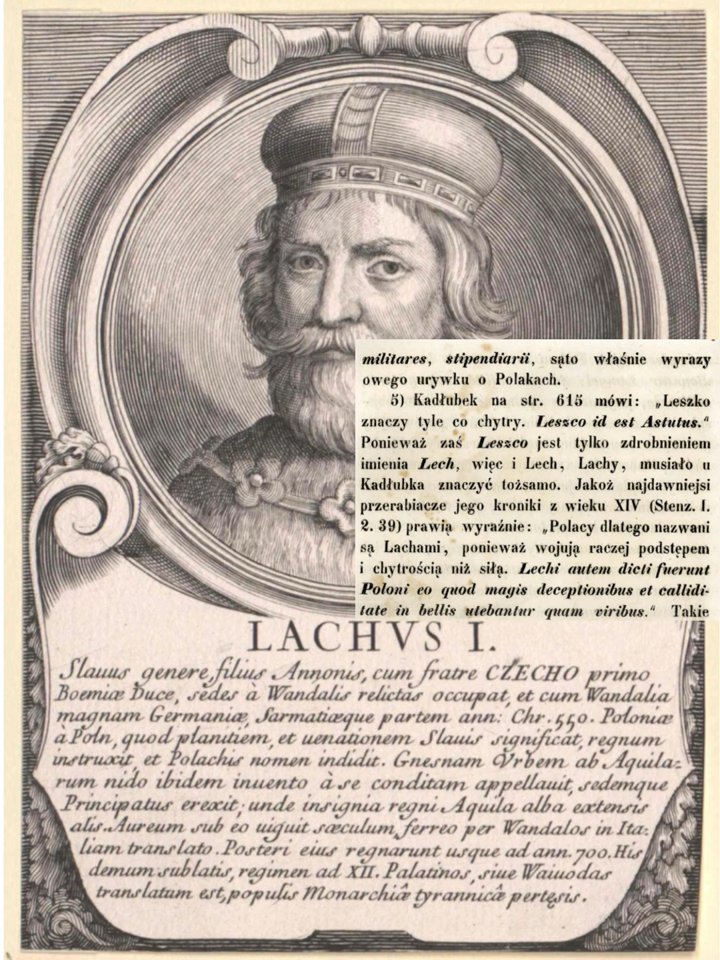 militares, stipendiarii, sąto właśnie wyrazy
owego urywku o Polakach.
5) Kadłubek na str. 615 mówi: „Leszko
znaczy tyle co chytry. Leszco id est Astutus.“
Ponieważ zaś Leszco jest tylko zdrobnieniem
imienia Lech, więc i Lech, Lachy, musiało u
Kadłubka znaczyć tożsamo. Jakoż najdawniejsi
przerabiacze jego kroniki z wieku XIV (Stenz. I.
2. 39) prawią wyraźnie: „Polacy dlatego nazwani
są Lachami, ponieważ wojują raczej podstępem
i chytrością niż siłą. Lechi autem dicti fuerunt
Poloni eo quod magis deceptionibus et callidi-
tate in bellis utebantur quam viribus.“ Takie
LACHVS I.
Slauus genere, filius Annonis, cum fratre CZECHO primo
Boemiæ Duce, sedes à Wandalis relictas occupat, et cum Wandalia
magnam Germaniæ, Sarmatiæque partem ann: Chr. 550. Poloniæ
à Poln, quod planitiem, et uenationem Slauis significat, regnum
instruxit, et Polachis nomen indidit. Gnesnam Vrbem ab Aquila-
rum nido ibidem inuento à se conditam appellauit, sedemque
Principatus erexit; unde insignia regni Aquila alba extensis
alis. Aureum sub eo uiguit sæculum, ferreo per Wandalos in Ita-
liam translato. Posteri eius regnarunt usque ad ann. 700. His
demum sublatis, regimen ad XII. Palatinos, siue Waiuodas
translatum est, populis Monarchiâ tyrannicâ pertęsis.